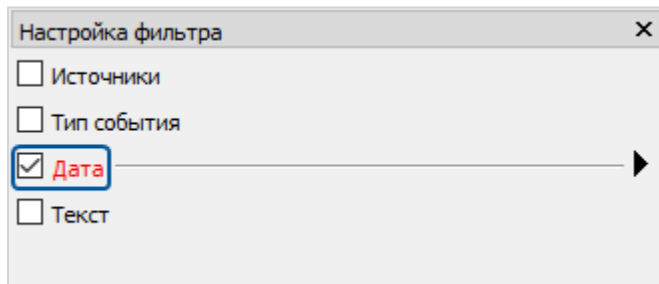 Настройка фильтра
Источники
Тип события
Дата
Текст